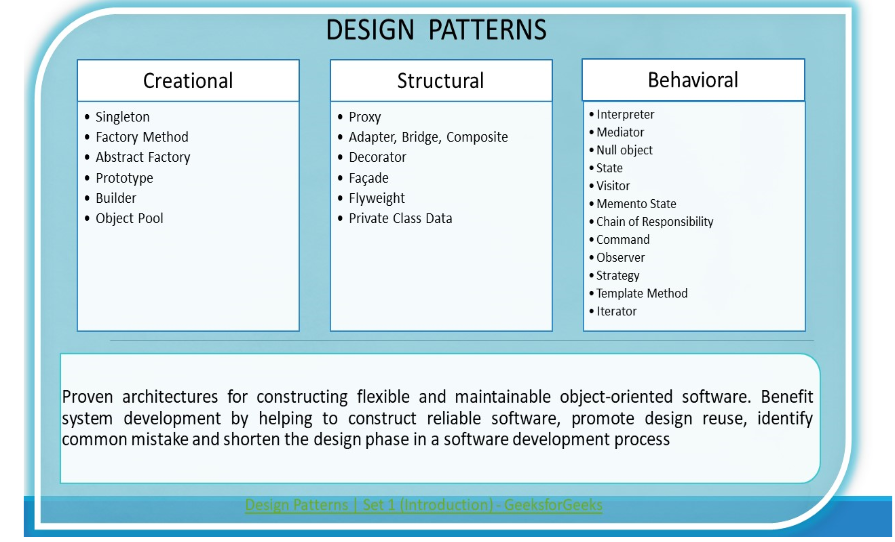 DESIGN PATTERNS
Creational
• Singleton
• Factory Method
• Abstract Factory
• Prototype
• Builder
• Object Pool
Structural
• Proxy
• Adapter, Bridge, Composite
• Decorator
• Façade
• Flyweight
• Private Class Data
Behavioral
• Interpreter
• Mediator
• Null object
• State
• Visitor
• Memento State
• Chain of Responsibility
• Command
• Observer
• Strategy
• Template Method
• Iterator
Proven architectures for constructing flexible and maintainable object-oriented software. Benefit
system development by helping to construct reliable software, promote design reuse, identify
common mistake and shorten the design phase in a software development process
Design Patterns | Set 1 (Introduction) - GeeksforGeeks